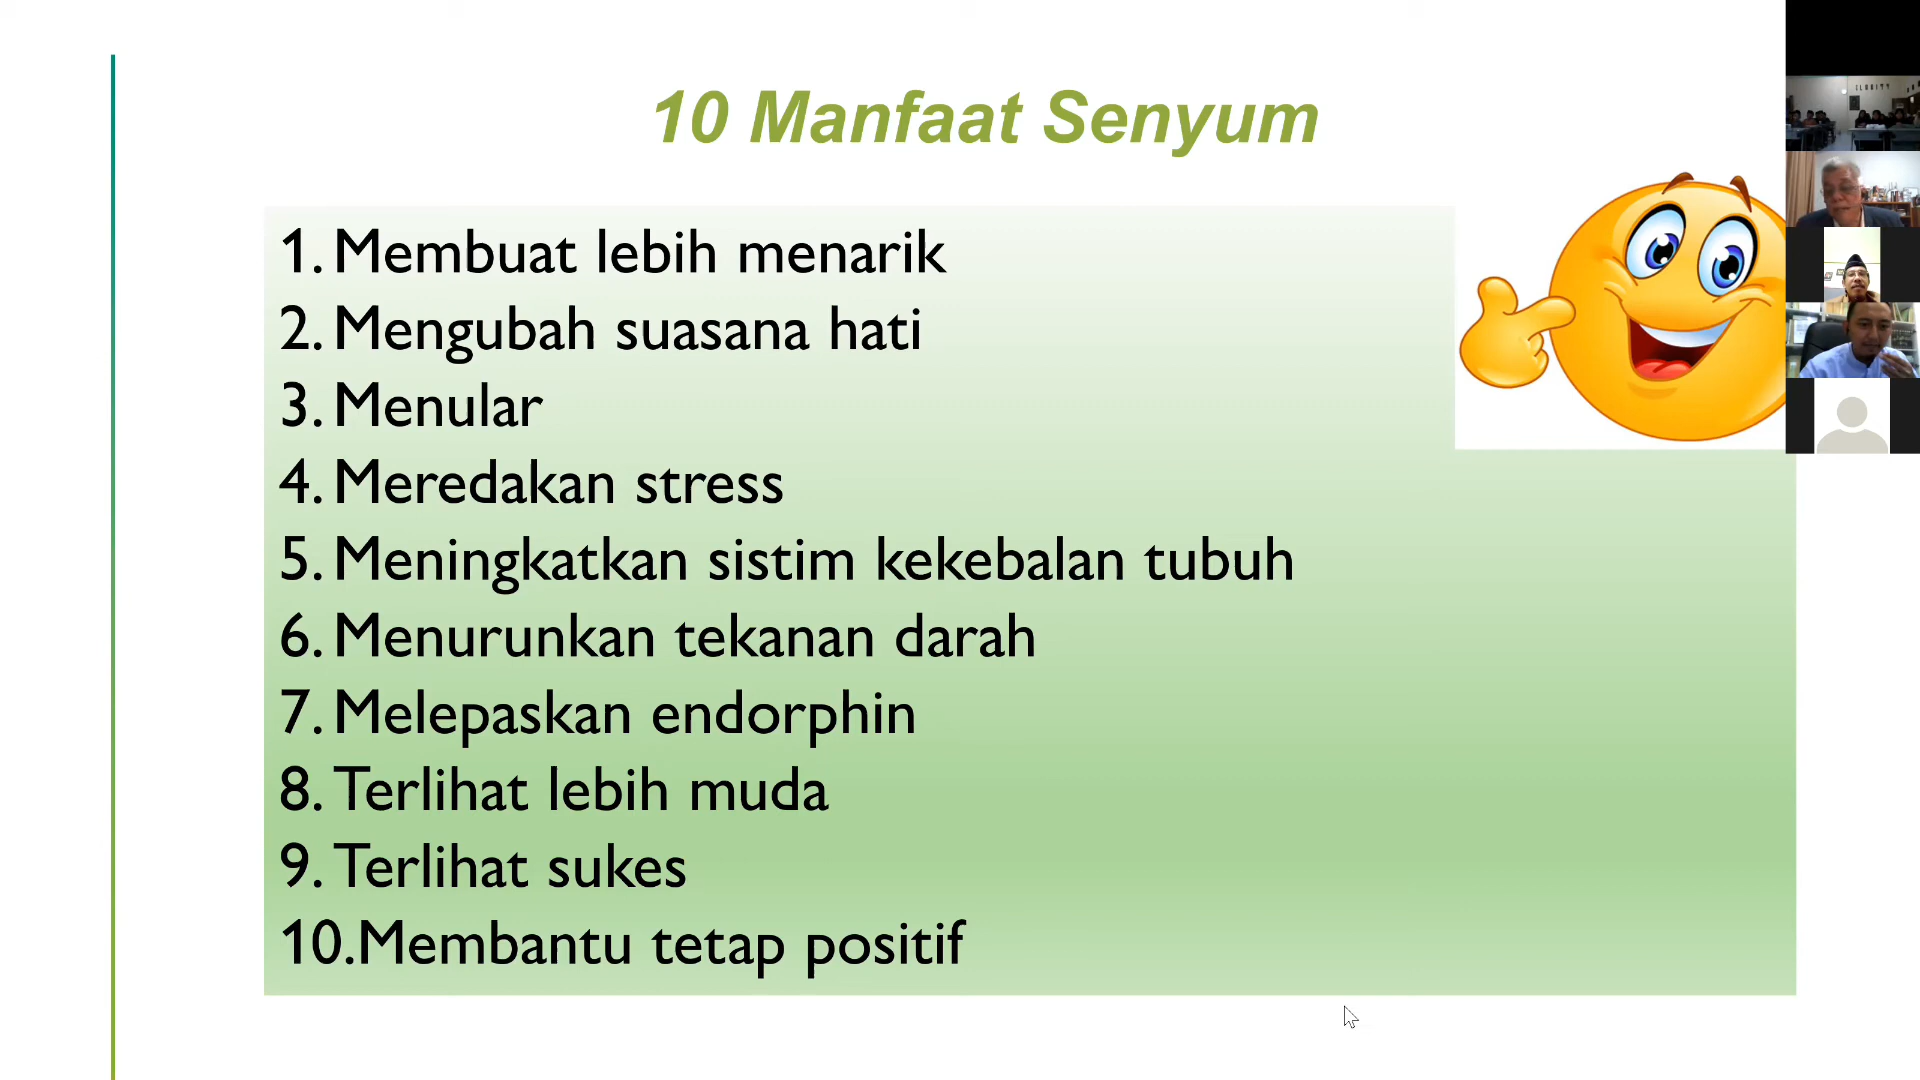 10 Manfaat Senyum
1. Membuat lebih menarik
2. Mengubah suasana hati
3. Menular
4. Meredakan stress
5. Meningkatkan sistim kekebalan tubuh
6. Menurunkan tekanan darah
7. Melepaskan endorphin
8. Terlihat lebih muda
9. Terlihat sukes
10.Membantu tetap positif